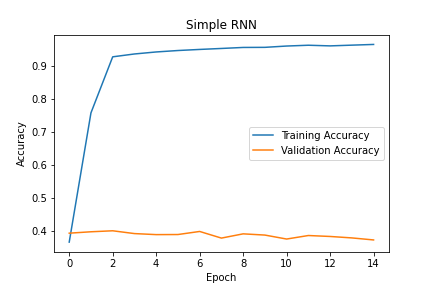 Simple RNN
Accuracy
0.9
0.8
0.7
0.6
0.5
0.4
Training Accuracy
Validation Accuracy
0 2 4 6 8 10 12 14
Epoch